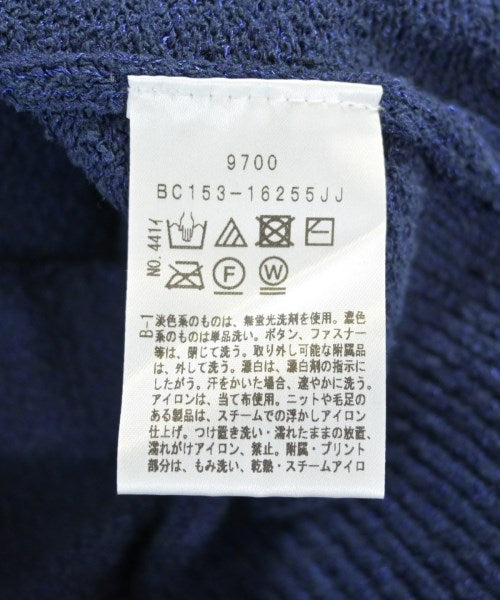 9700
BC153-16255JJ
NO.441イ
F W
B-1
淡色系のものは、無蛍光洗剤を使用。濃色
系のものは単品洗い。ボタン、ファスナー
等は、閉じて洗う。取り外し可能な附属品
は、外して洗う。漂白は、漂白剤の指示に
したがう。汗をかいた場合、速やかに洗う。
アイロンは、当て布使用。ニットや毛足の
ある製品は、スチームでの浮かしアイロン
仕上げ。つけ置き洗い・濡れたままの放置、
濡れがけアイロン、禁止。附属・プリント
部分は、もみ洗い、乾熱・スチームアイロ